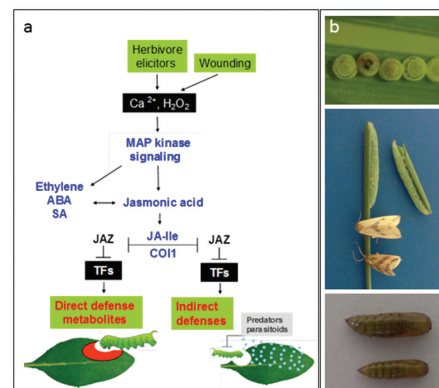 a
Herbivore
elicitors
Wounding
Ca 2+, H2O2
MAP kinase
signaling
Ethylene
ABA
SA
Jasmonic acid
JAZ
JA-Ile
COI1
JAZ
TFs
TFs
Direct defense
metabolites
Indirect
defenses
Predators
parasitoids
b